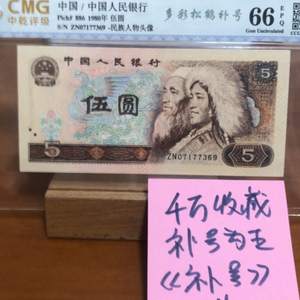 CMG
中乾评级
中国 / 中国人民银行
Pick# 886 1980年 伍圆
S/N ZN07177369 -民族人物头像
多彩松鹤补号
66
EPQ
Gem Uncirculated
中国人民银行
伍圆
5
ZN07177369
5
千万收藏
补号为王
《补号》